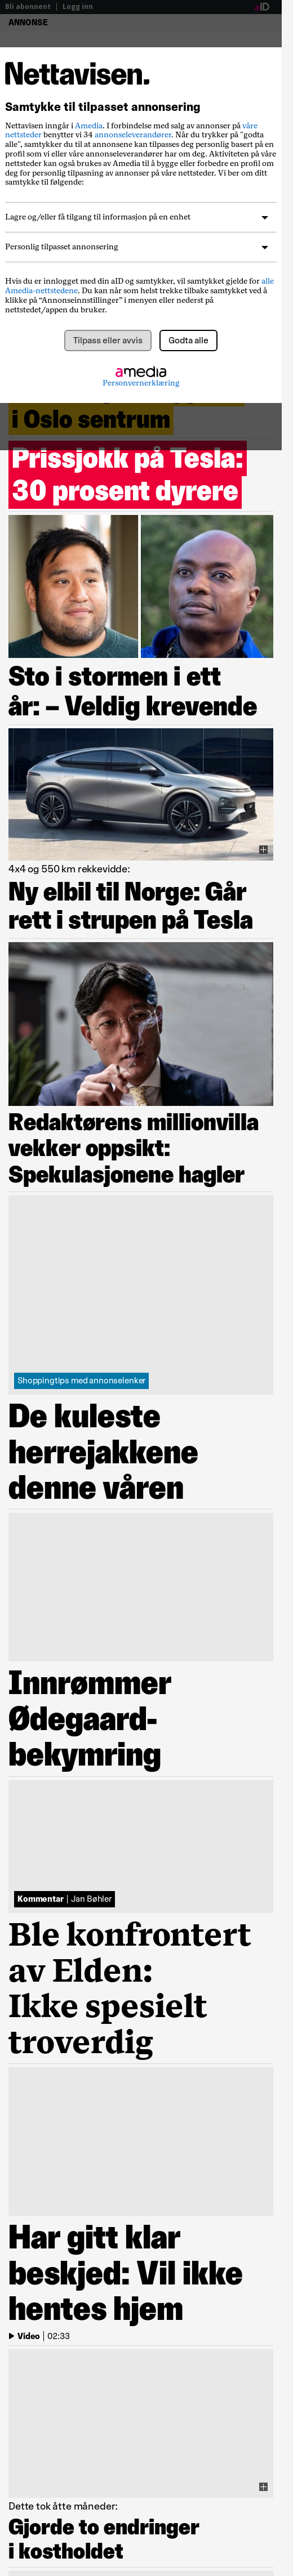 Bli abonnent | Logg inn
aID
ANNONSE
Nettavisen.
Samtykke til tilpasset annonsering
Nettavisen inngår i Amedia. I forbindelse med salg av annonser på våre
nettsteder benytter vi 34 annonseleverandører. Når du trykker på "godta
alle", samtykker du til at annonsene kan tilpasses deg personlig basert på en
profil som vi eller våre annonseleverandører har om deg. Aktiviteten på våre
nettsteder kan også brukes av Amedia til å bygge eller forbedre en profil om
deg for personlig tilpasning av annonser på våre nettsteder. Vi ber om ditt
samtykke til følgende:
Lagre og/eller få tilgang til informasjon på en enhet
Personlig tilpasset annonsering
Hvis du er innlogget med din aID og samtykker, vil samtykket gjelde for alle
Amedia-nettstedene. Du kan når som helst trekke tilbake samtykket ved å
klikke på “Annonseinnstillinger” i menyen eller nederst på
nettstedet/appen du bruker.
Tilpass eller avvis
Godta alle
amedia
Personvernerklæring
i Oslo sentrum
Prissjokk på Tesla:
30 prosent dyrere
Sto i stormen i ett
år: – Veldig krevende
4x4 og 550 km rekkevidde:
Ny elbil til Norge: Går
rett i strupen på Tesla
Redaktørens millionvilla
vekker oppsikt:
Spekulasjonene hagler
Shoppingtips med annonselenker
De kuleste
herrejakkene
denne våren
Innrømmer
Ødegaard-
bekymring
Kommentar | Jan Bøhler
Ble konfrontert
av Elden:
Ikke spesielt
troverdig
Har gitt klar
beskjed: Vil ikke
hentes hjem
Video | 02:33
Dette tok åtte måneder:
Gjorde to endringer
i kostholdet